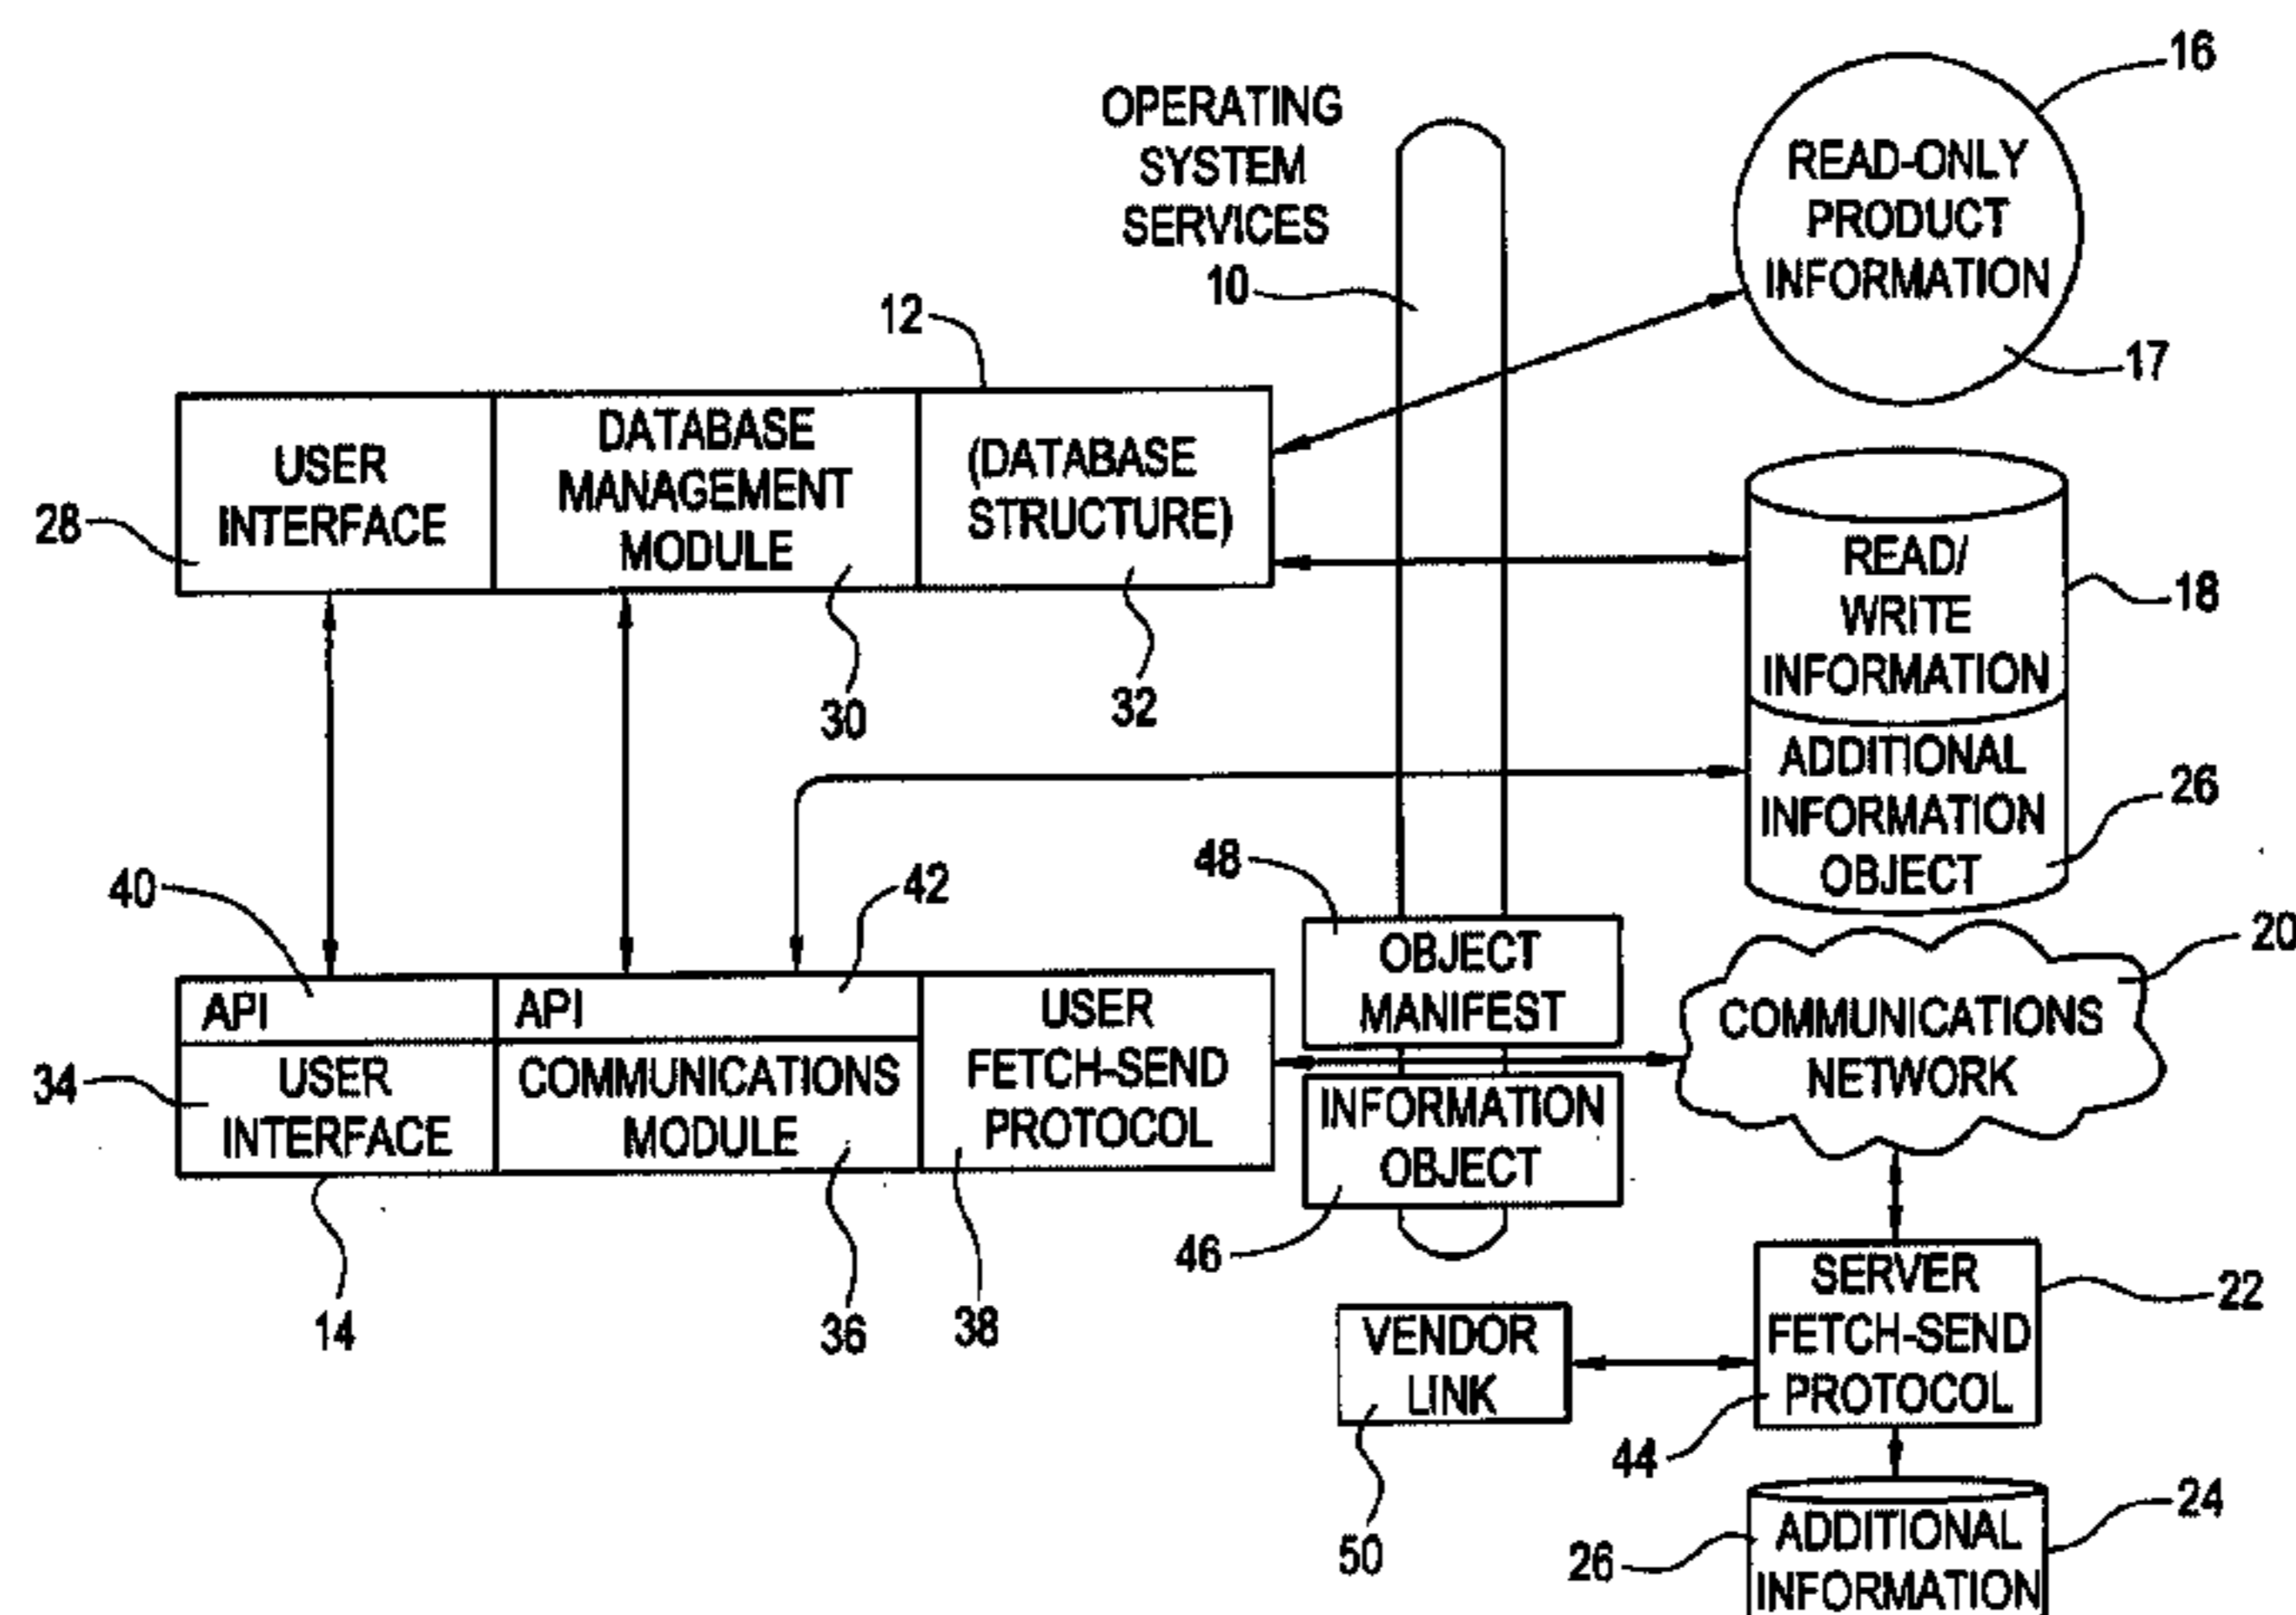 OPERATING
SYSTEM
SERVICES
10
16
READ-ONLY
PRODUCT
INFORMATION
17
12
USER
INTERFACE
28
DATABASE
MANAGEMENT
MODULE
30
(DATABASE
STRUCTURE)
32
READ/
WRITE
INFORMATION
18
ADDITIONAL
INFORMATION
OBJECT
26
40
API
42
API
34
USER
INTERFACE
14
COMMUNICATIONS
MODULE
36
USER
FETCH-SEND
PROTOCOL
38
48
OBJECT
MANIFEST
INFORMATION
OBJECT
46
20
COMMUNICATIONS
NETWORK
VENDOR
LINK
50
SERVER
FETCH-SEND
PROTOCOL
22
44
24
26
ADDITIONAL
INFORMATION